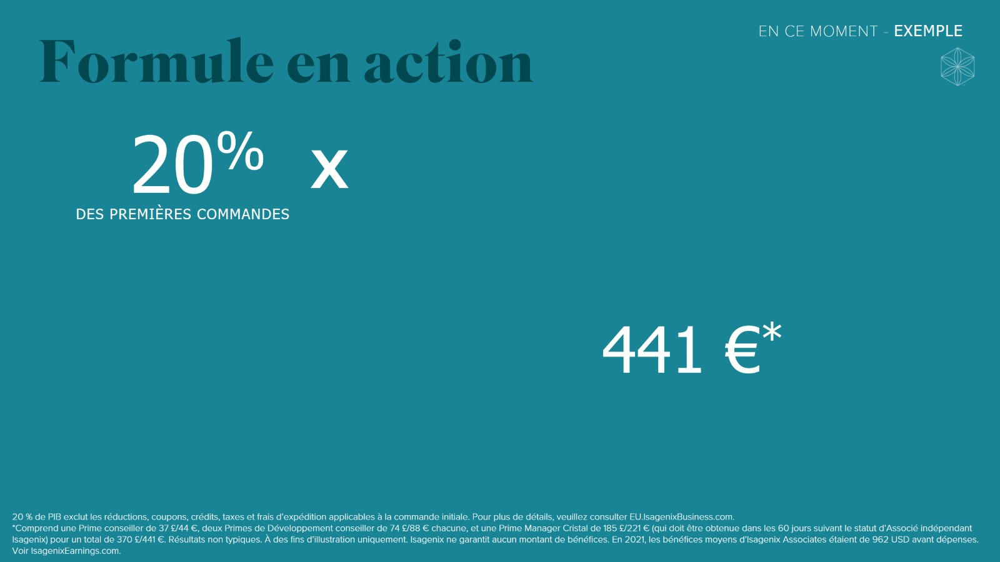 EN CE MOMENT - EXEMPLE
Formule en action
20% x
DES PREMIÈRES COMMANDES
441 €*
20 % de PIB exclut les réductions, coupons, crédits, taxes et frais d'expédition applicables à la commande initiale. Pour plus de détails, veuillez consulter EU.IsagenixBusiness.com.
*Comprend une Prime conseiller de 37 £/44 €, deux Primes de Développement conseiller de 74 £/88 € chacune, et une Prime Manager Cristal de 185 £/221 € (qui doit être obtenue dans les 60 jours suivant le statut d'Associé indépendant
Isagenix) pour un total de 370 £/441 €. Résultats non typiques. À des fins d'illustration uniquement. Isagenix ne garantit aucun montant de bénéfices. En 2021, les bénéfices moyens d'Isagenix Associates étaient de 962 USD avant dépenses.
Voir IsagenixEarnings.com.